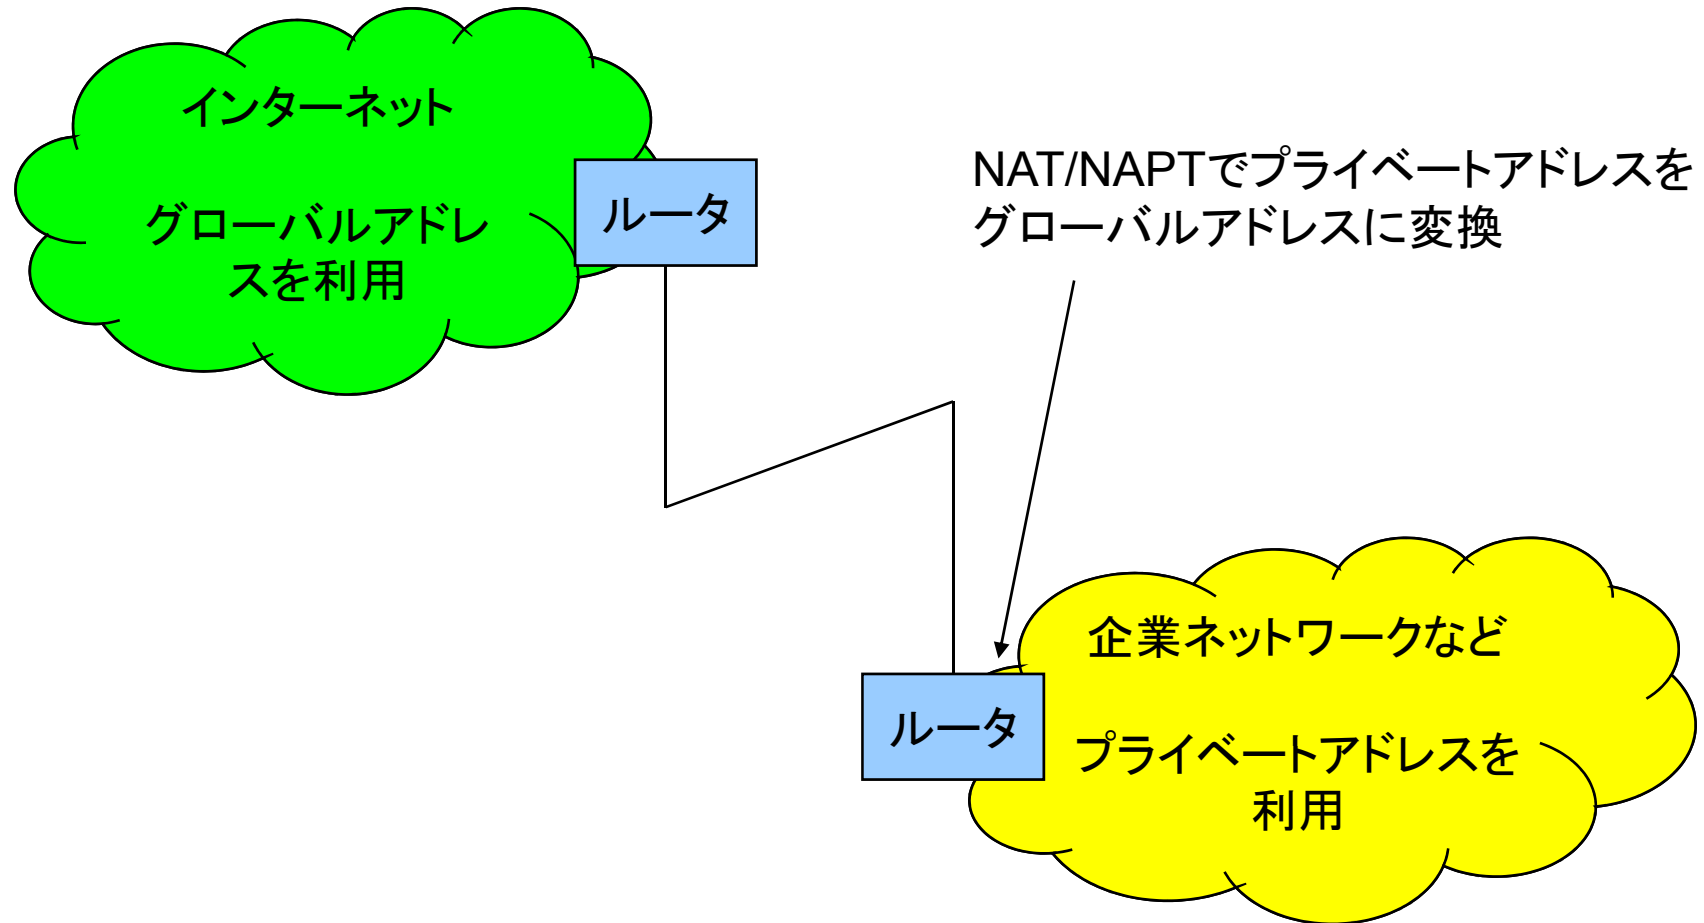 インターネット
グローバルアドレ
スを利用
ルータ
NAT/NAPTでプライベートアドレスを
グローバルアドレスに変換
企業ネットワークなど
ルータ
プライベートアドレスを
利用